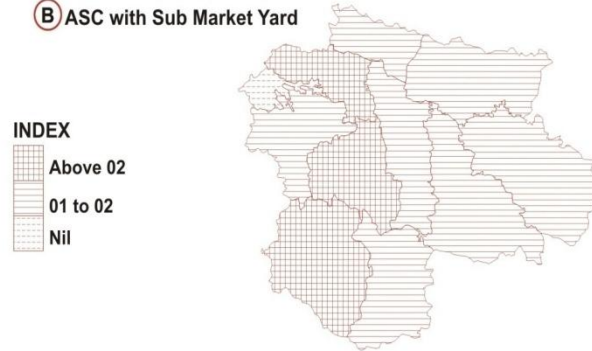 B ASC with Sub Market Yard
INDEX
Above 02
01 to 02
Nil